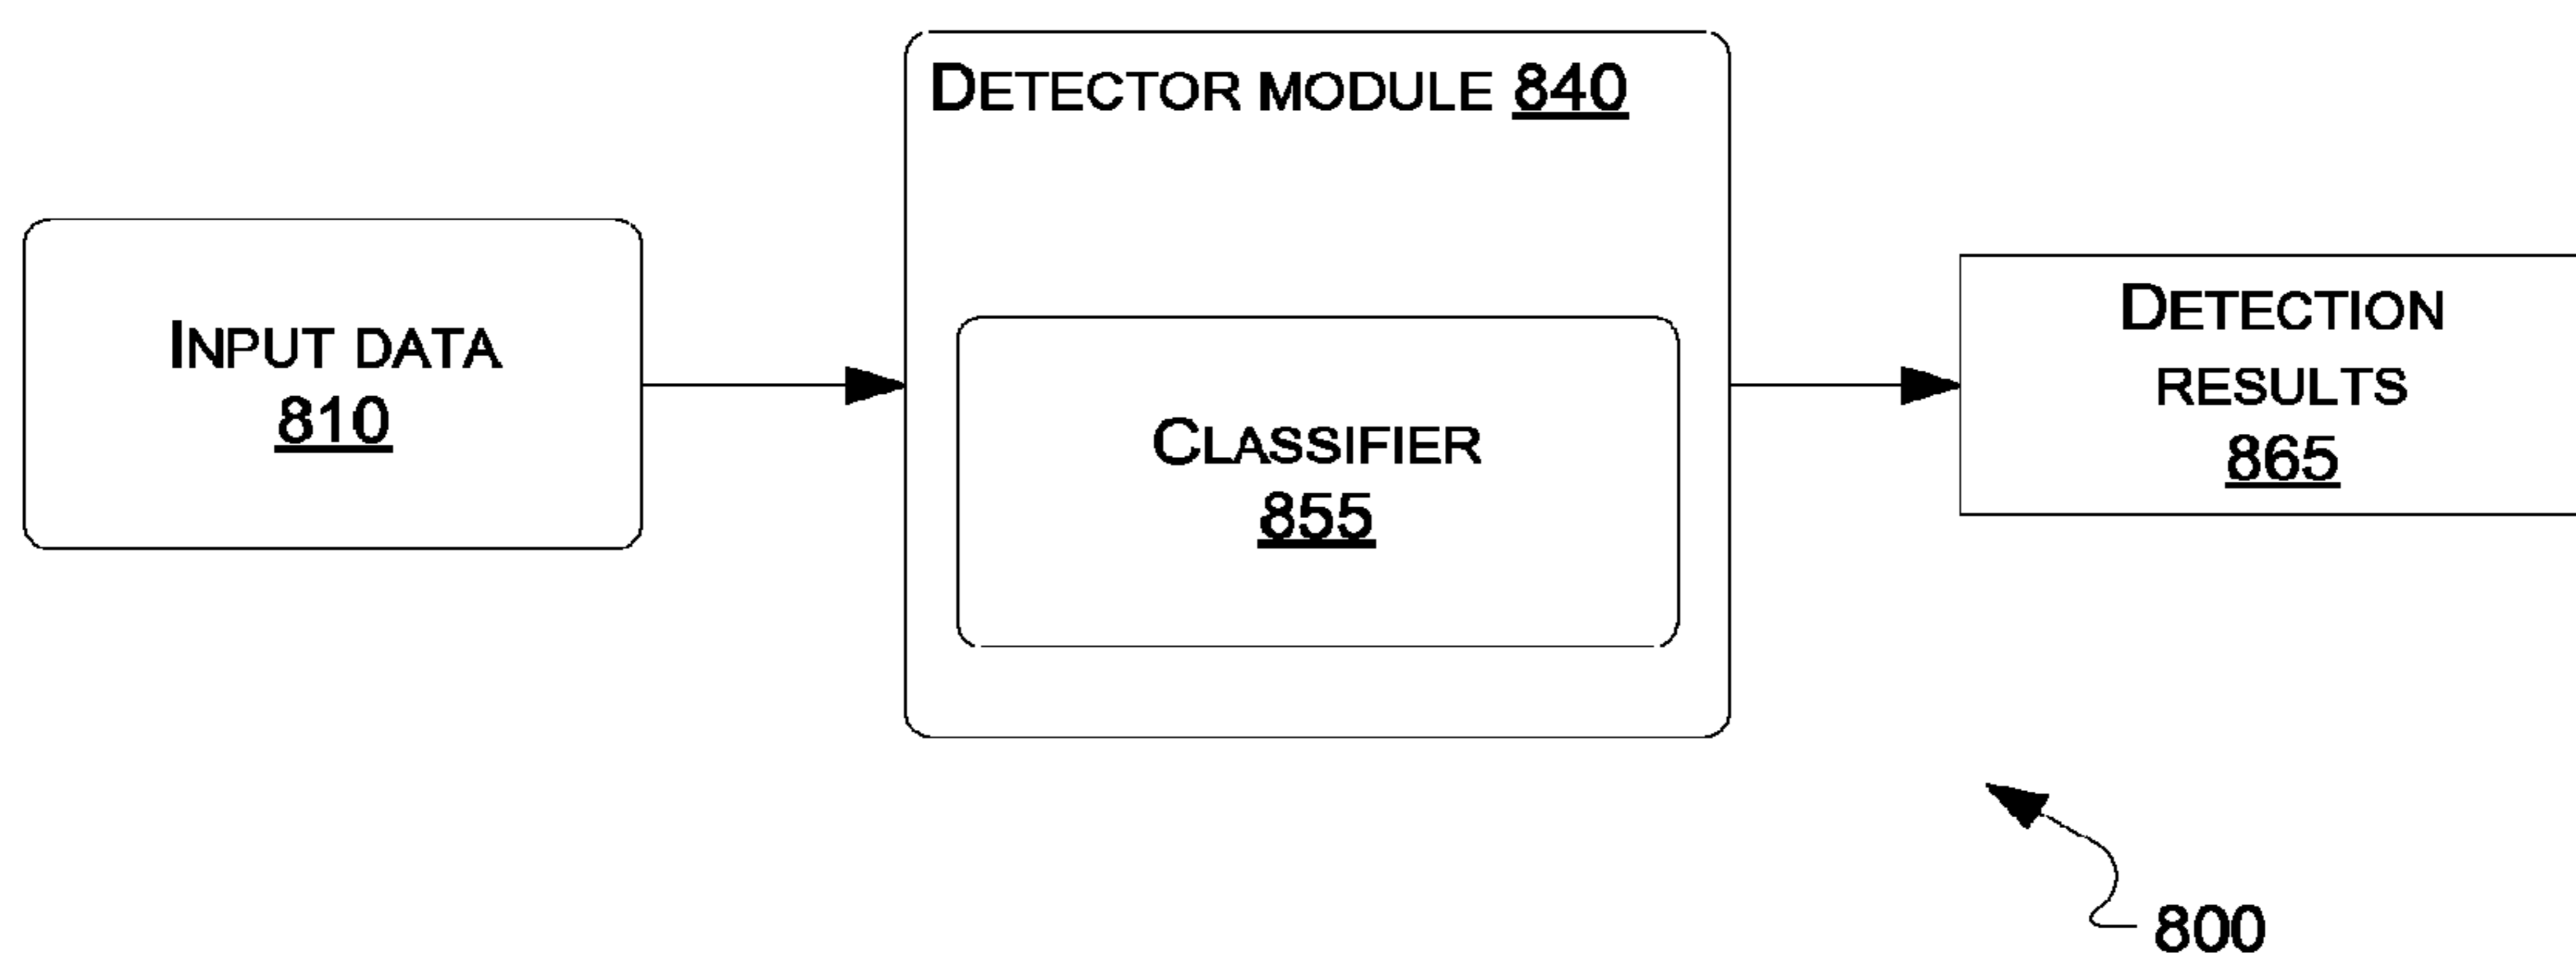 DETECTOR MODULE 840
INPUT DATA
810
CLASSIFIER
855
DETECTION
RESULTS
865
800